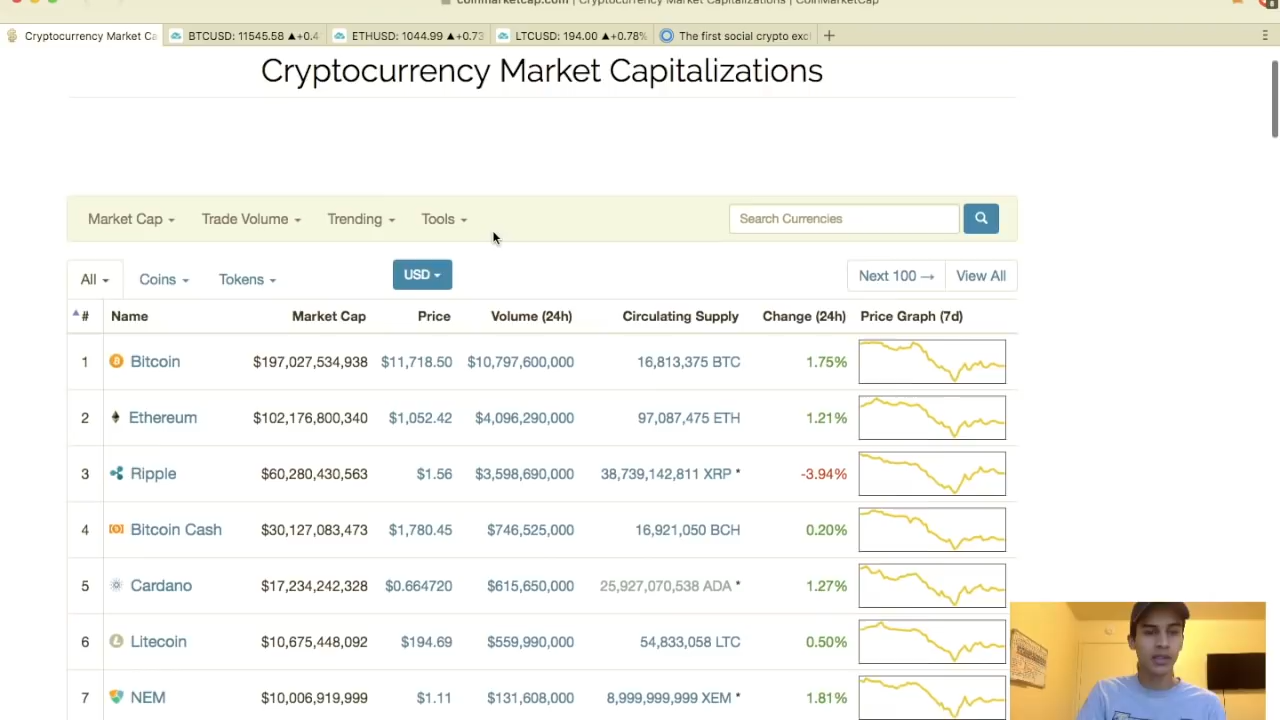 coinmarketcap.com | Cryptocurrency Market Capitalizations | CoinMarketCap
Cryptocurrency Market Ca BTCUSD: 11545.58 ▲+0.4 ETHUSD: 1044.99 ▲+0.73 LTCUSD: 194.00 ▲+0.78% The first social crypto exc
Cryptocurrency Market Capitalizations
Market Cap Trade Volume Trending Tools Search Currencies
All Coins Tokens USD Next 100 → View All
# Name Market Cap Price Volume (24h) Circulating Supply Change (24h) Price Graph (7d)
1 Bitcoin $197,027,534,938 $11,718.50 $10,797,600,000 16,813,375 BTC 1.75%
2 Ethereum $102,176,800,340 $1,052.42 $4,096,290,000 97,087,475 ETH 1.21%
3 Ripple $60,280,430,563 $1.56 $3,598,690,000 38,739,142,811 XRP * -3.94%
4 Bitcoin Cash $30,127,083,473 $1,780.45 $746,525,000 16,921,050 BCH 0.20%
5 Cardano $17,234,242,328 $0.664720 $615,650,000 25,927,070,538 ADA * 1.27%
6 Litecoin $10,675,448,092 $194.69 $559,990,000 54,833,058 LTC 0.50%
7 NEM $10,006,919,999 $1.11 $131,608,000 8,999,999,999 XEM * 1.81%